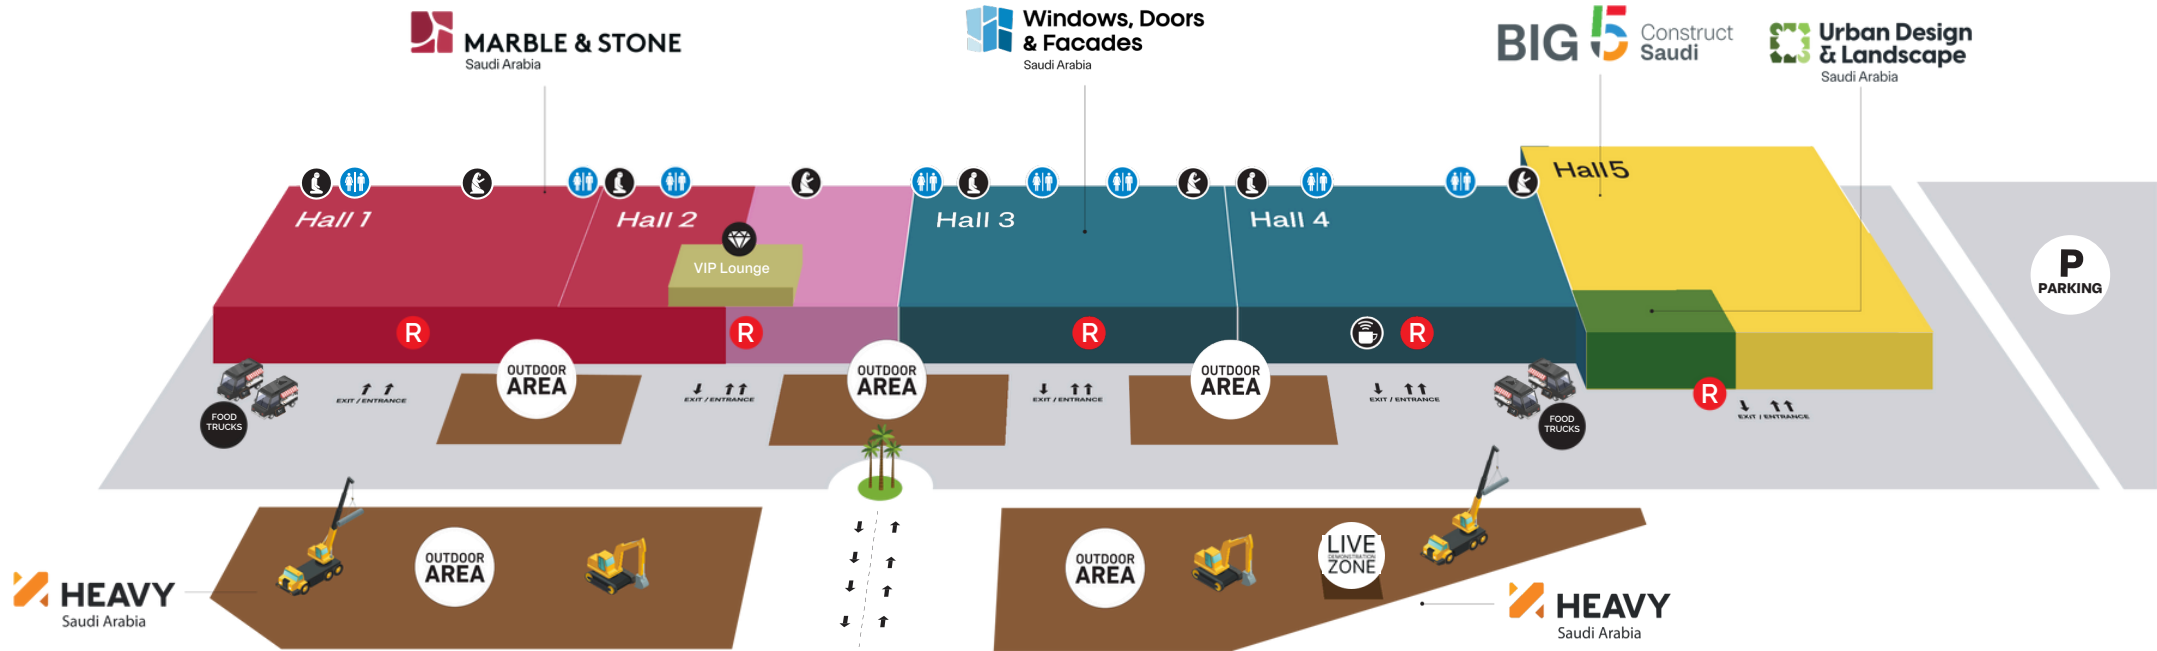 MARBLE & STONE
Saudi Arabia
Windows, Doors
& Facades
Saudi Arabia
BIG 5 Construct
Saudi
Urban Design
& Landscape
Saudi Arabia
Hall 1
Hall 2
Hall 3
Hall 4
Hall 5
VIP Lounge
P
PARKING
R
R
R
R
R
OUTDOOR
AREA
OUTDOOR
AREA
OUTDOOR
AREA
EXIT / ENTRANCE
EXIT / ENTRANCE
EXIT / ENTRANCE
EXIT / ENTRANCE
EXIT / ENTRANCE
FOOD
TRUCKS
FOOD
TRUCKS
OUTDOOR
AREA
OUTDOOR
AREA
LIVE
DEMONSTRATION
ZONE
HEAVY
Saudi Arabia
HEAVY
Saudi Arabia